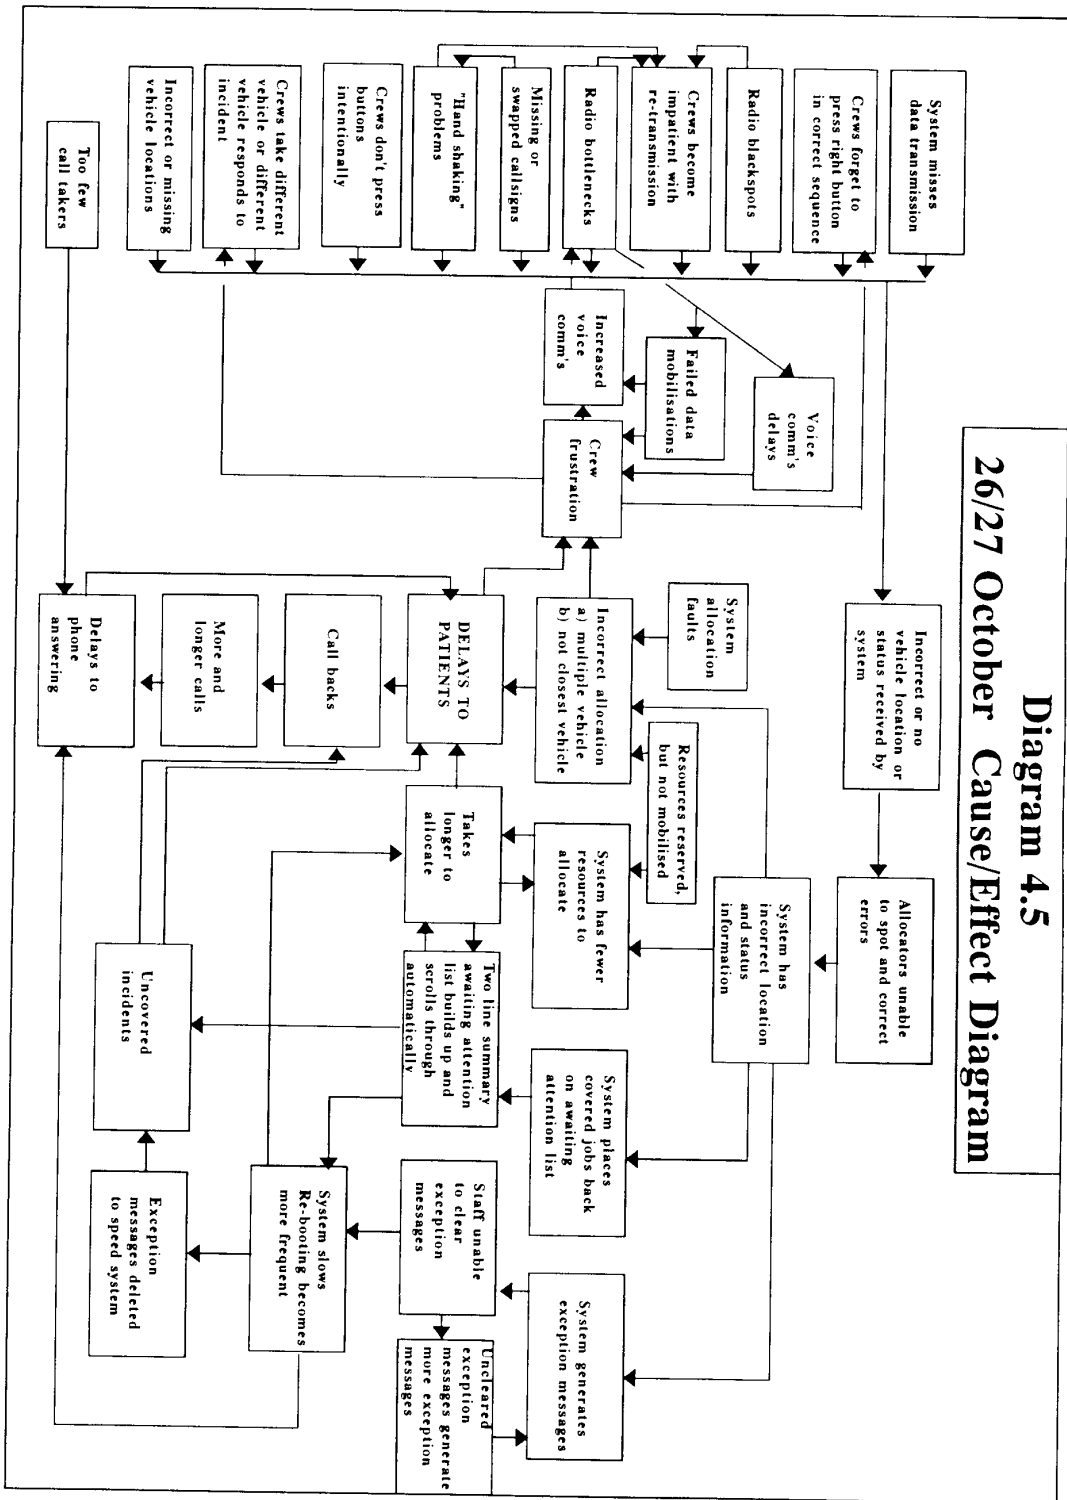 Diagram 4.5
26/27 October Cause/Effect Diagram
System misses
data transmission
Crews forget to
press right button
in correct sequence
Radio blackspots
Crews become
impatient with
re-transmission
Radio bottlenecks
Missing or
swapped callsigns
"Hand shaking"
problems
Crews don't press
buttons
intentionally
Crews take different
vehicle or different
vehicle responds to
incident
Incorrect or missing
vehicle locations
Too few
call takers
Voice
comm's
delays
Failed data
mobilisations
Increased
voice
comm's
Crew
frustration
Incorrect or no
vehicle location or
status received by
system
Allocators unable
to spot and correct
errors
System
allocation
faults
Resources reserved,
but not mobilised
System has
incorrect location
and status
information
Incorrect allocation
a) multiple vehicle
b) not closest vehicle
System has fewer
resources to
allocate
System places
covered jobs back
on awaiting
attention list
System generates
exception messages
DELAYS TO
PATIENTS
Takes
longer to
allocate
Two line summary
awaiting attention
list builds up and
scrolls through
automatically
Staff unable
to clear
exception
messages
Uncleared
exception
messages generate
more exception
messages
Call backs
System slows
Re-booting becomes
more frequent
More and
longer calls
Delays to
phone
answering
Uncovered
incidents
Exception
messages deleted
to speed system